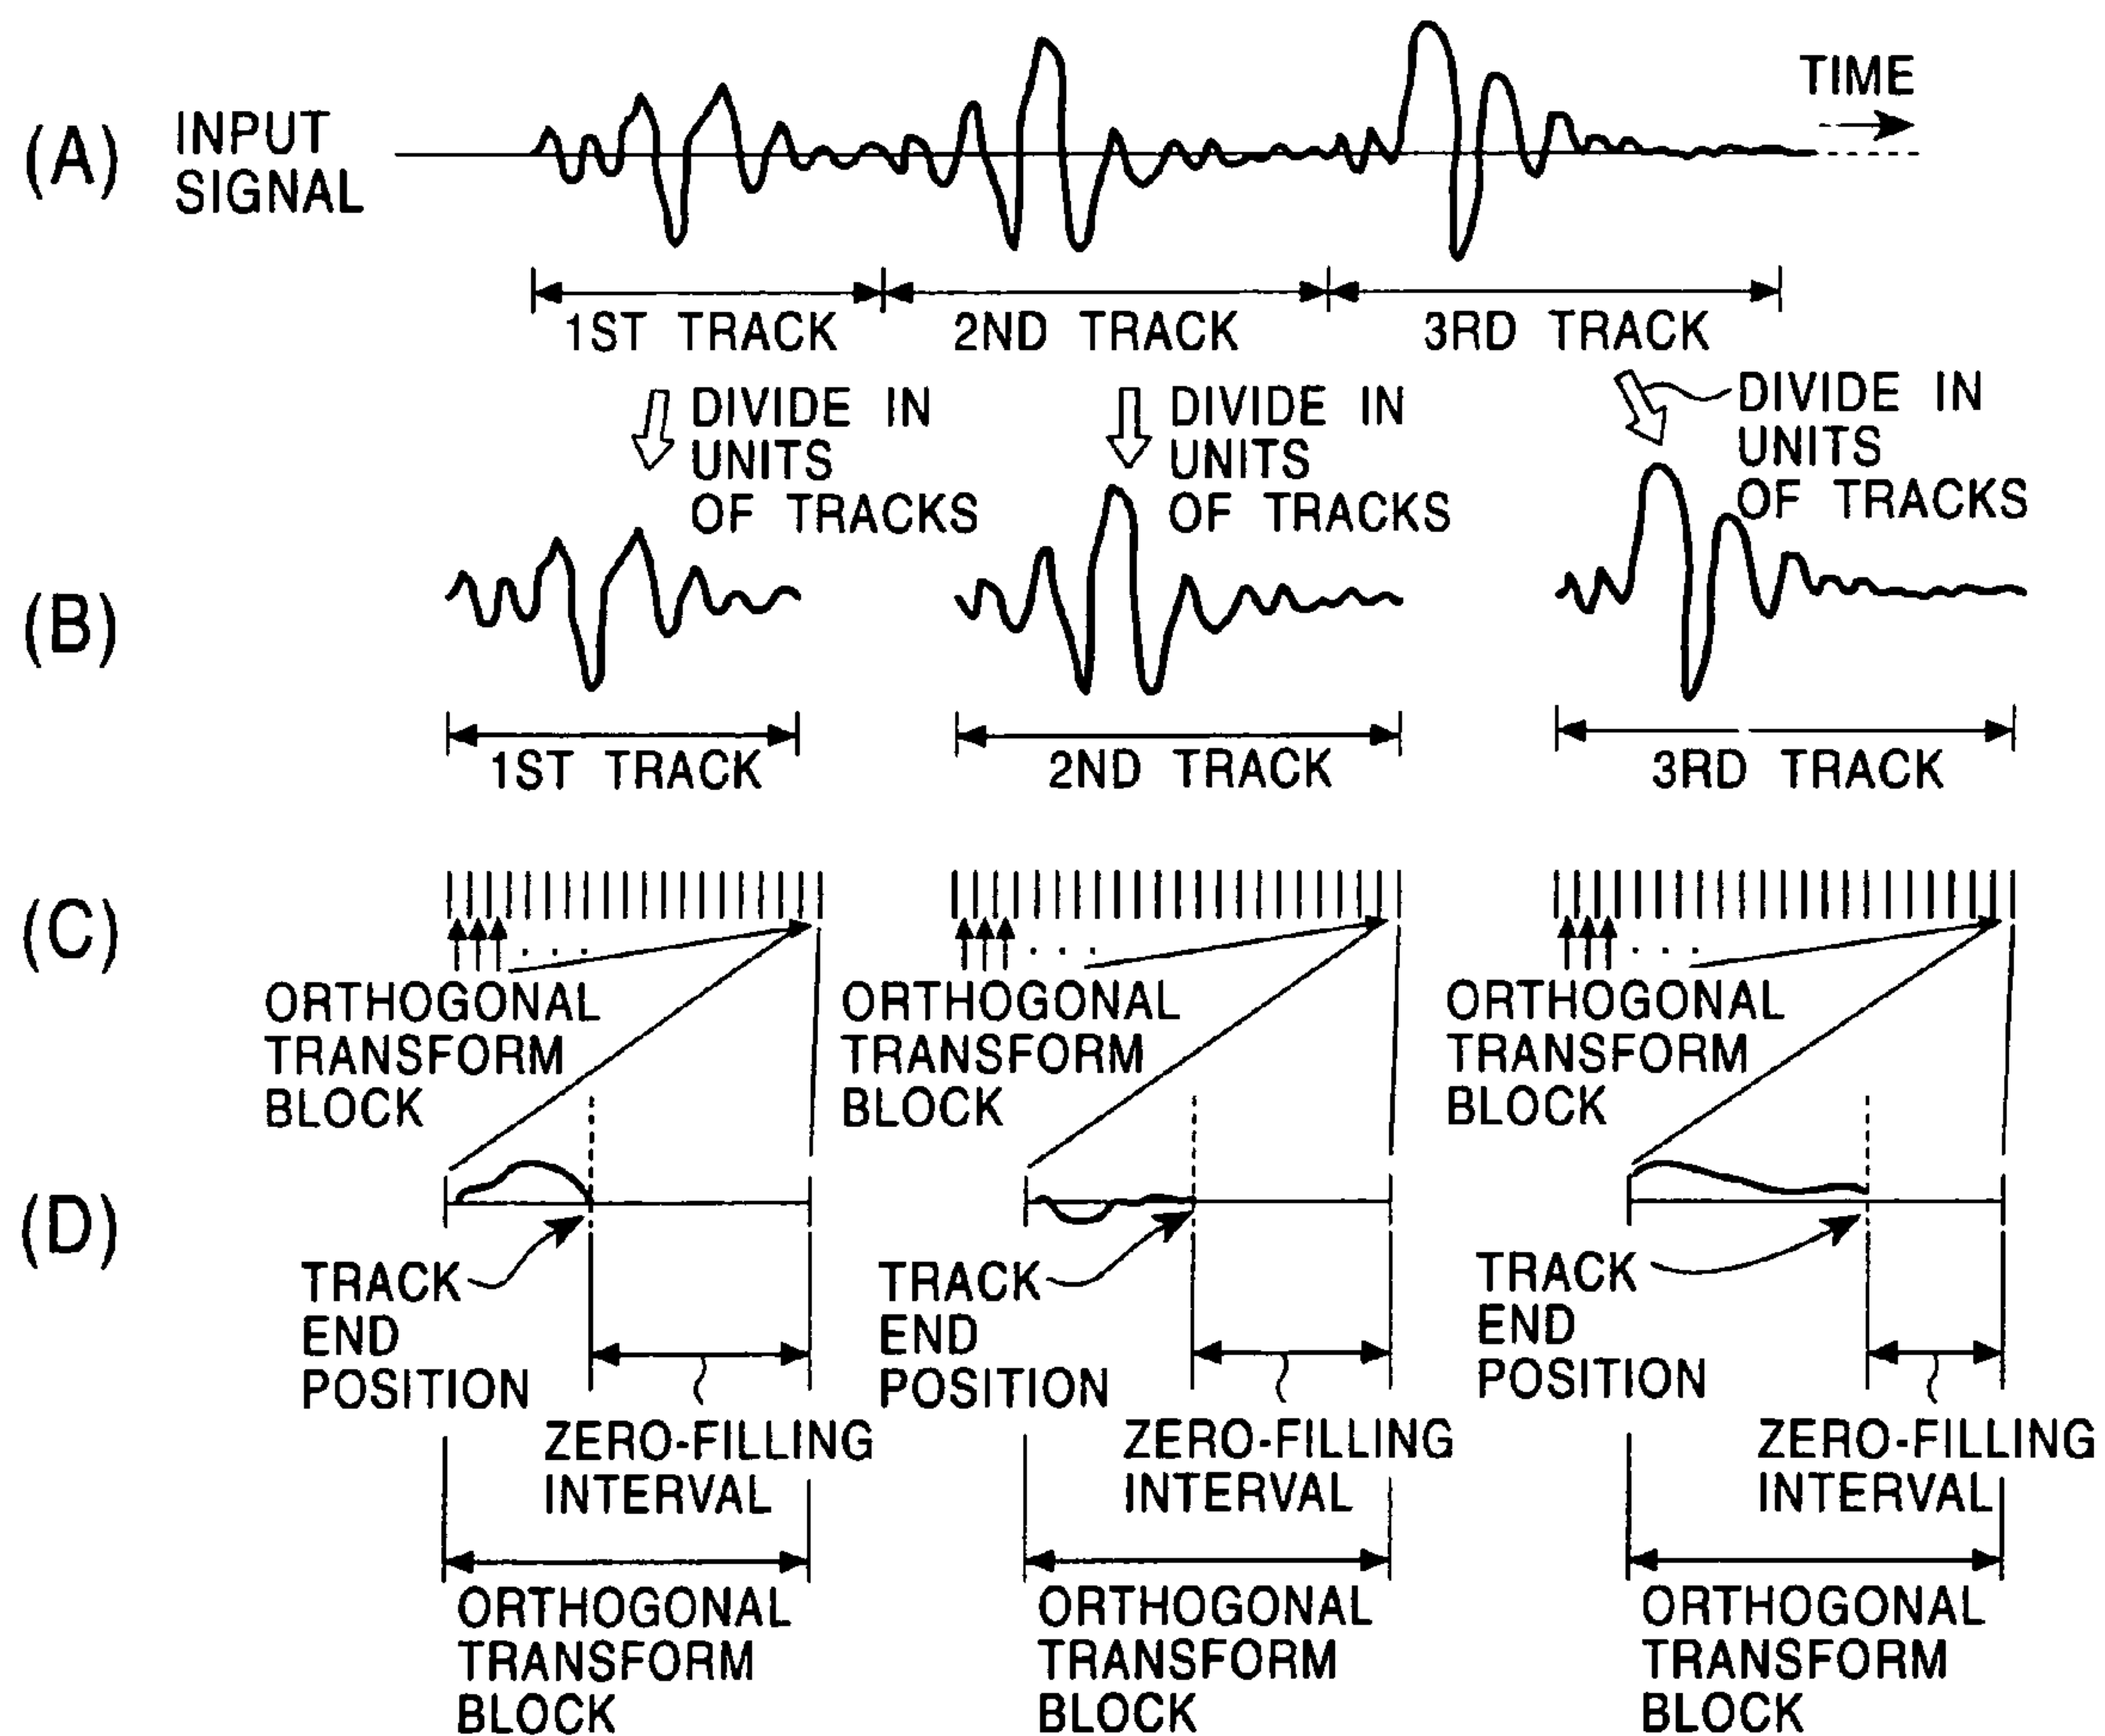 (A)
INPUT
SIGNAL
TIME
1ST TRACK
2ND TRACK
3RD TRACK
DIVIDE IN
UNITS
OF TRACKS
DIVIDE IN
UNITS
OF TRACKS
DIVIDE IN
UNITS
OF TRACKS
(B)
1ST TRACK
2ND TRACK
3RD TRACK
(C)
ORTHOGONAL
TRANSFORM
BLOCK
ORTHOGONAL
TRANSFORM
BLOCK
ORTHOGONAL
TRANSFORM
BLOCK
(D)
TRACK
END
POSITION
TRACK
END
POSITION
TRACK
END
POSITION
ZERO-FILLING
INTERVAL
ZERO-FILLING
INTERVAL
ZERO-FILLING
INTERVAL
ORTHOGONAL
TRANSFORM
BLOCK
ORTHOGONAL
TRANSFORM
BLOCK
ORTHOGONAL
TRANSFORM
BLOCK